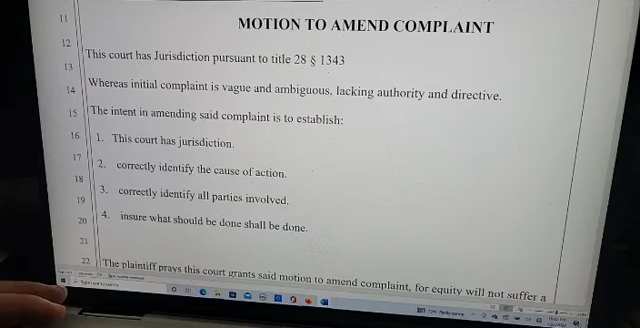 11
MOTION TO AMEND COMPLAINT
12
This court has Jurisdiction pursuant to title 28 § 1343
13
14 Whereas initial complaint is vague and ambiguous, lacking authority and directive.
15 The intent in amending said complaint is to establish:
16 1. This court has jurisdiction.
17 2. correctly identify the cause of action.
18
19 3. correctly identify all parties involved.
20 4. insure what should be done shall be done.
21
22 The plaintiff prays this court grants said motion to amend complaint, for equity will not suffer a